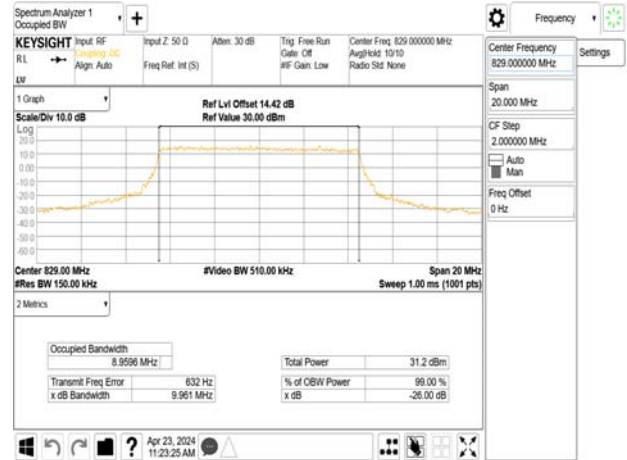 Spectrum Analyzer 1
Occupied BW
+
Frequency
KEYSIGHT
RL
Input: RF
Coupling: DC
Align: Auto
Input Z: 50 Ω
Freq Ref: Int (S)
Atten: 30 dB
Trig: Free Run
Gate: Off
#IF Gain: Low
Center Freq: 829.000000 MHz
Avg|Hold: 10/10
Radio Std: None
Center Frequency
829.000000 MHz
Settings
Span
20.000 MHz
CF Step
2.000000 MHz
Auto
Man
Freq Offset
0 Hz
1 Graph
Scale/Div 10.0 dB
Ref Lvl Offset 14.42 dB
Ref Value 30.00 dBm
Log
20.0
10.0
0.00
-10.0
-20.0
-30.0
-40.0
-50.0
-60.0
Center 829.00 MHz
#Video BW 510.00 kHz
Span 20 MHz
#Res BW 150.00 kHz
Sweep 1.00 ms (1001 pts)
2 Metrics
Occupied Bandwidth
8.9596 MHz
Total Power 31.2 dBm
Transmit Freq Error 632 Hz
% of OBW Power 99.00 %
x dB Bandwidth 9.961 MHz
x dB -26.00 dB
?
Apr 23, 2024
11:23:25 AM